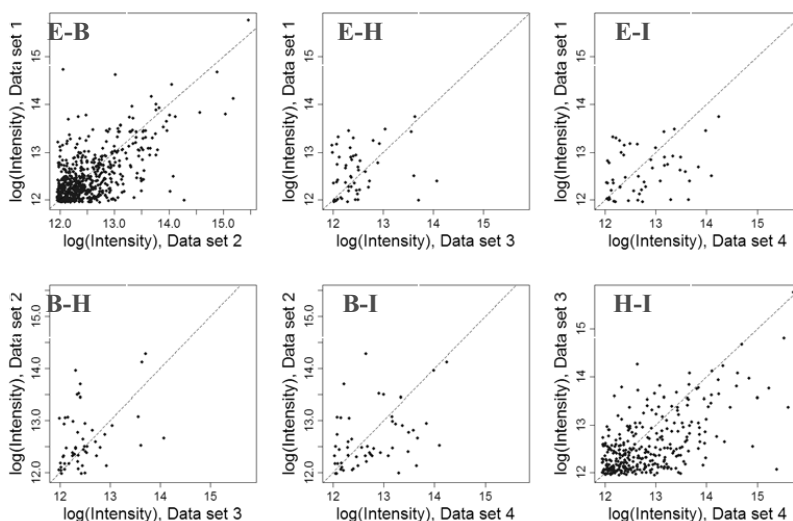 E-B
log(Intensity), Data set 1
12 13 14 15
12.0 13.0 14.0 15.0
log(Intensity), Data set 2
E-H
log(Intensity), Data set 1
12 13 14 15
12 13 14 15
log(Intensity), Data set 3
E-I
log(Intensity), Data set 1
12 13 14 15
12 13 14 15
log(Intensity), Data set 4
B-H
log(Intensity), Data set 2
12.0 13.0 14.0 15.0
12 13 14 15
log(Intensity), Data set 3
B-I
log(Intensity), Data set 2
12.0 13.0 14.0 15.0
12 13 14 15
log(Intensity), Data set 4
H-I
log(Intensity), Data set 3
12 13 14 15
12 13 14 15
log(Intensity), Data set 4